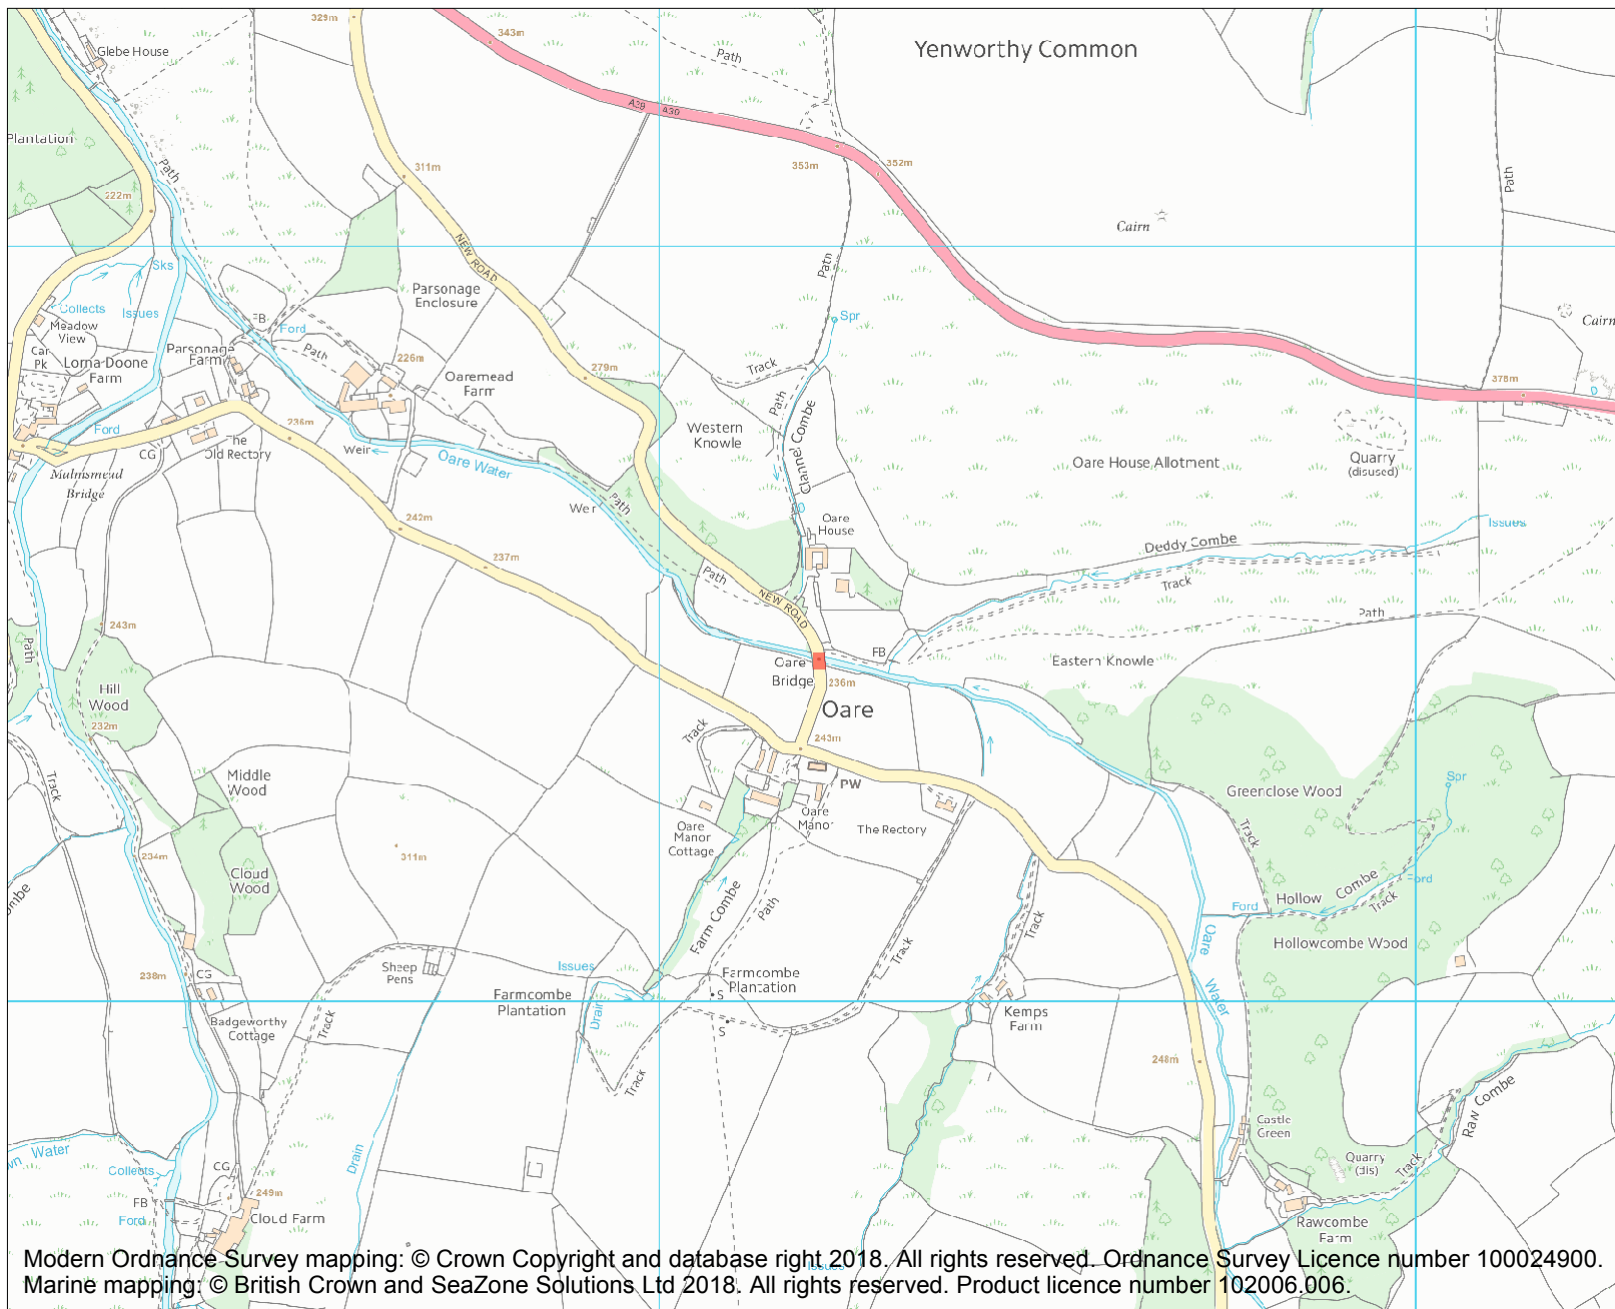 329m
Glebe House
343m
Path
Yenworthy Common
A39
A39
Plantation
Path
311m
353m
352m
Path
222m
Cairn
NEW ROAD
Sks
Path
Parsonage
Enclosure
Collects
Issues
FB
Ford
Spr
Cairn
Meadow
View
Car
Pk
Lorna Doone
Farm
Parsonage
Farm
Path
226m
279m
Track
Oaremead
Farm
378m
Path
Clannel Combe
Ford
236m
Western
Knowle
CG
The
Old Rectory
Weir
Oare Water
Oare House Allotment
Quarry
(disused)
Malmsmead
Bridge
Weir
Path
242m
Oare
House
Issues
237m
Deddy Combe
Path
Track
NEW ROAD
243m
Path
Path
FB
Oare
Bridge
Eastern Knowle
236m
Hill
Wood
Oare
232m
Track
243m
Track
Middle
Wood
PW
Spr
Greenclose Wood
Oare
Manor
Oare
Manor
Cottage
The Rectory
Track
234m
311m
Cloud
Wood
Ford
ombe
Farm Combe
Path
Track
Ford
Hollow
Combe
Track
Oare
Water
Hollowcombe Wood
Track
238m
CG
Sheep
Pens
Issues
Farmcombe
Plantation
Farmcombe
Plantation
S
S
Drain
Kemps
Farm
Badgeworthy
Cottage
Track
248m
Track
Raw Combe
Castle
Green
wn Water
Drain
Collects
CG
Quarry
(dis)
Track
249m
FB
Ford
Cloud Farm
Rawcombe
Farm
Issues
Modern Ordnance Survey mapping: © Crown Copyright and database right 2018. All rights reserved. Ordnance Survey Licence number 100024900.
Marine mapping: © British Crown and SeaZone Solutions Ltd 2018. All rights reserved. Product licence number 102006.006.